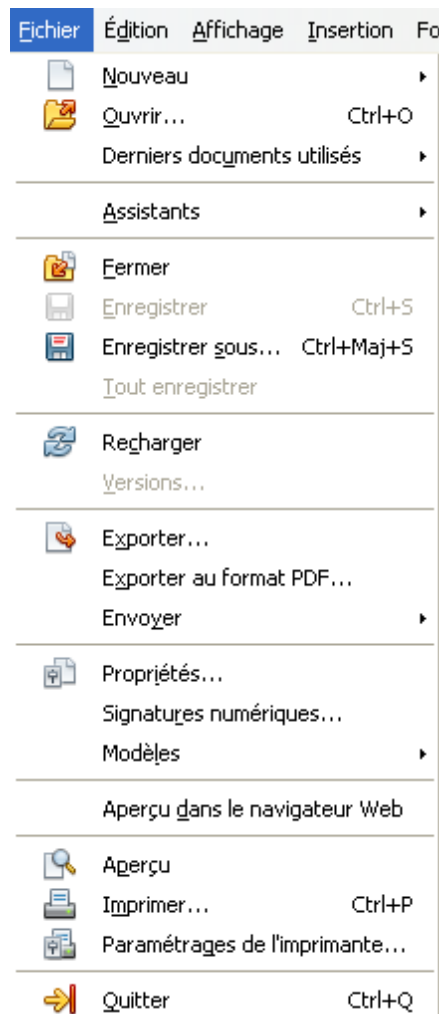 Fichier Édition Affichage Insertion Fo
Nouveau
Ouvrir... Ctrl+O
Derniers documents utilisés
Assistants
Fermer
Enregistrer Ctrl+S
Enregistrer sous... Ctrl+Maj+S
Tout enregistrer
Recharger
Versions...
Exporter...
Exporter au format PDF...
Envoyer
Propriétés...
Signatures numériques...
Modèles
Aperçu dans le navigateur Web
Aperçu
Imprimer... Ctrl+P
Paramétrages de l'imprimante...
Quitter Ctrl+Q